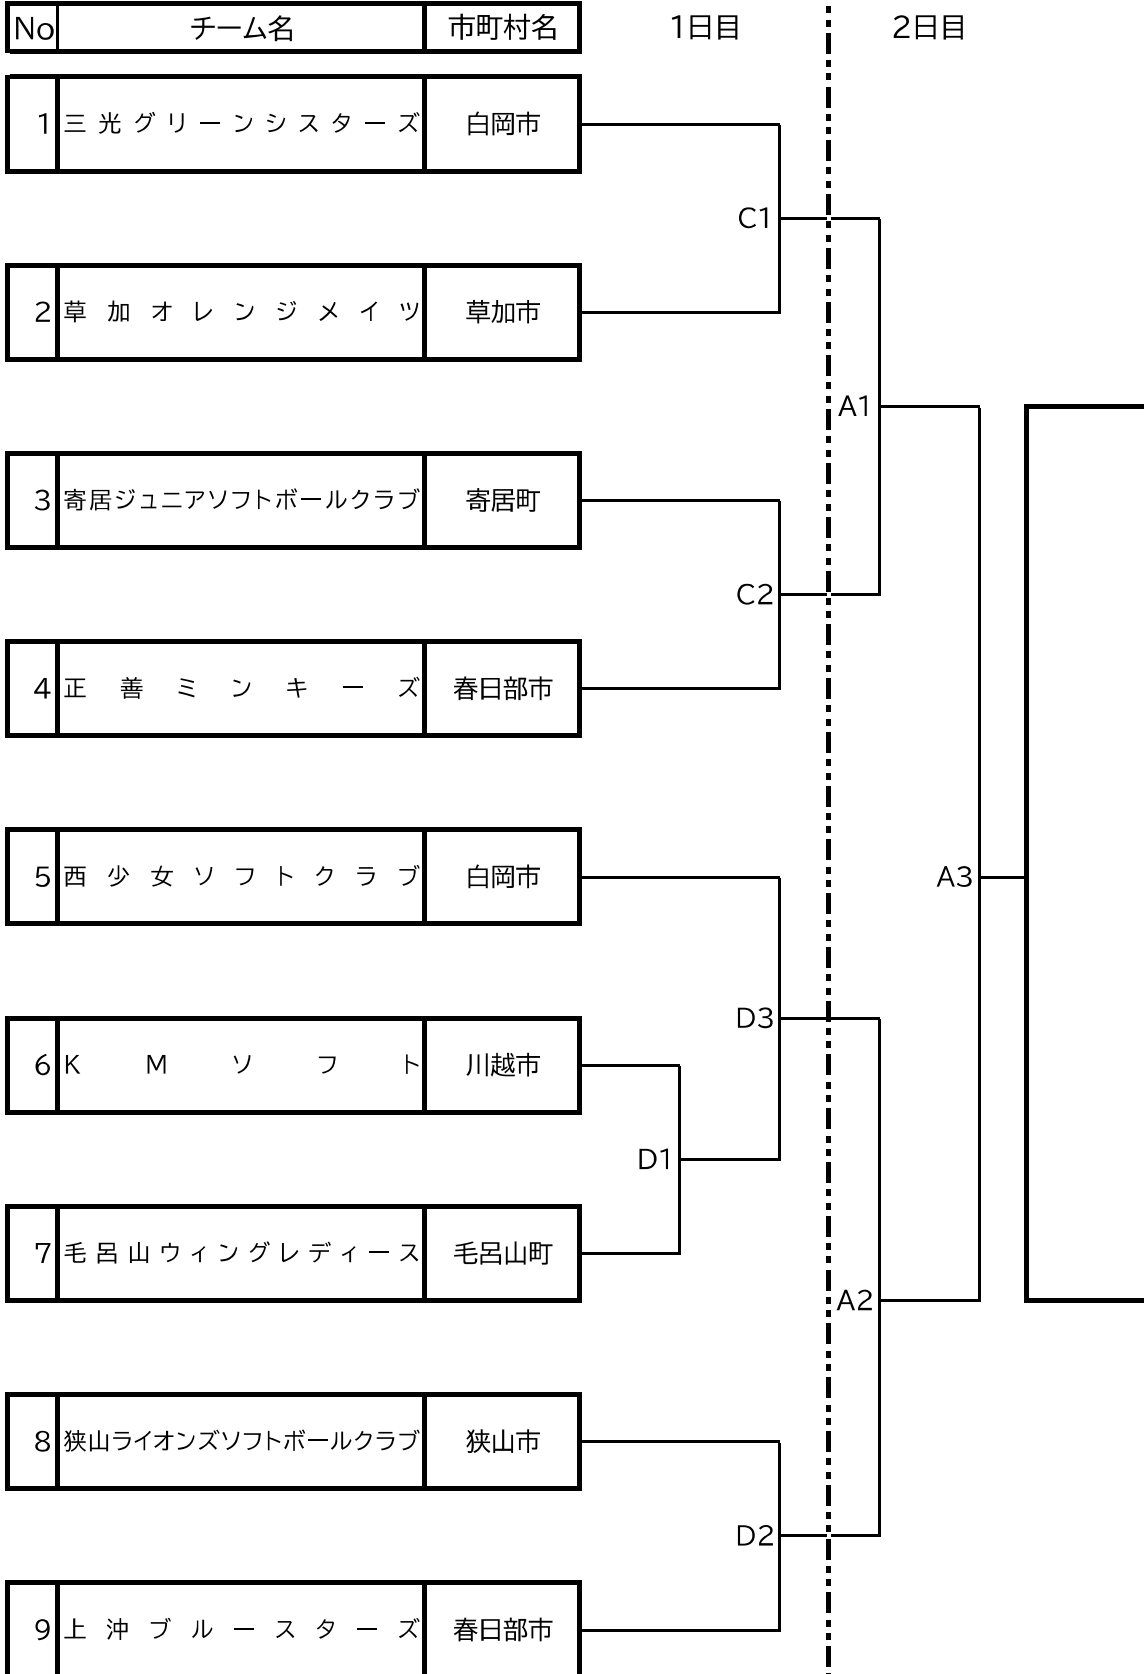 No チーム名 市町村名 1日目 2日目
1 三光グリーンシスターズ 白岡市
C1
2 草加オレンジメイツ 草加市
A1
3 寄居ジュニアソフトボールクラブ 寄居町
C2
4 正善ミンキーズ 春日部市
5 西少女ソフトクラブ 白岡市
A3
D3
6 KMソフト 川越市
D1
7 毛呂山ウィングレディース 毛呂山町
A2
8 狭山ライオンズソフトボールクラブ 狭山市
D2
9 上沖ブルースターズ 春日部市